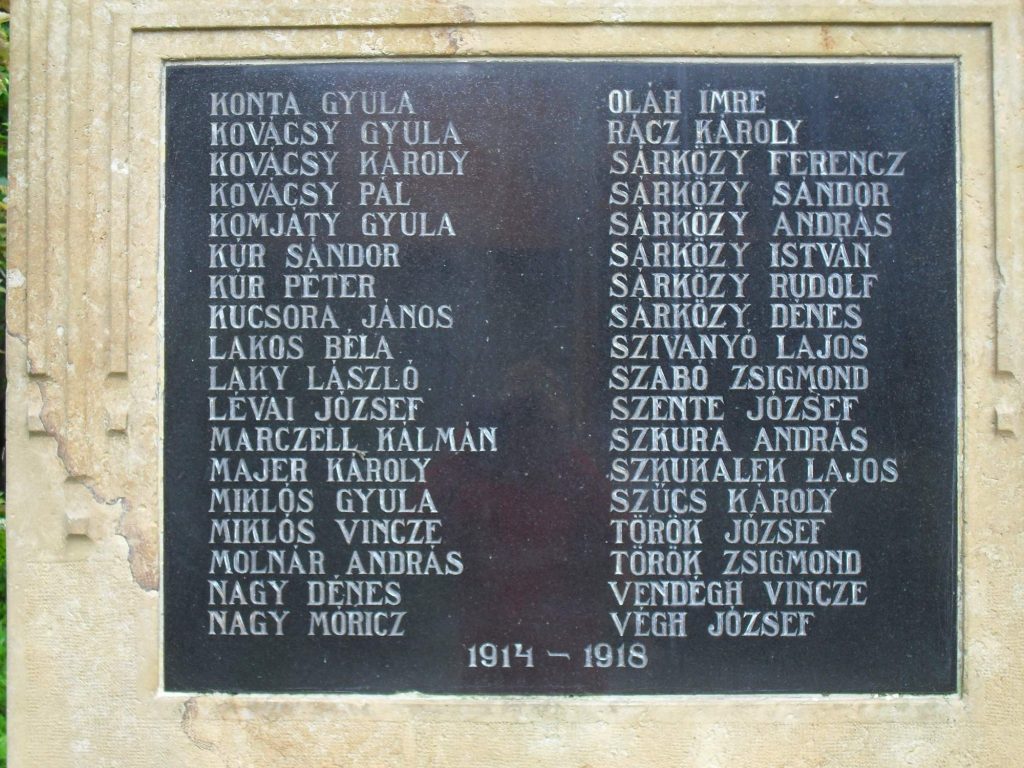 KONTA GYULA
KOVÁCSY GYULA
KOVÁCSY KÁROLY
KOVÁCSY PÁL
KOMJÁTY GYULA
KÚR SÁNDOR
KÚR PÉTER
KUCSORA JÁNOS
LAKOS BÉLA
LÁKY LÁSZLÓ
LÉVAI JÓZSEF
MARCZELL KÁLMÁN
MAJER KÁROLY
MIKLÓS GYULA
MIKLÓS VINCZE
MOLNÁR ANDRÁS
NAGY DÉNES
NAGY MÓRICZ
OLÁH IMRE
RÁCZ KÁROLY
SÁRKÖZY FERENCZ
SÁRKÖZY SÁNDOR
SÁRKÖZY ANDRÁS
SÁRKÖZY ISTVÁN
SÁRKÖZY RUDOLF
SÁRKÖZY DÉNES
SZIVANYÓ LAJOS
SZABÓ ZSIGMOND
SZENTE JÓZSEF
SZKURA ANDRÁS
SZKUKALEK LAJOS
SZŰCS KÁROLY
TÖRÖK JÓZSEF
TÖRÖK ZSIGMOND
VENDÉGH VINCZE
VÉGH JÓZSEF
1914 - 1918